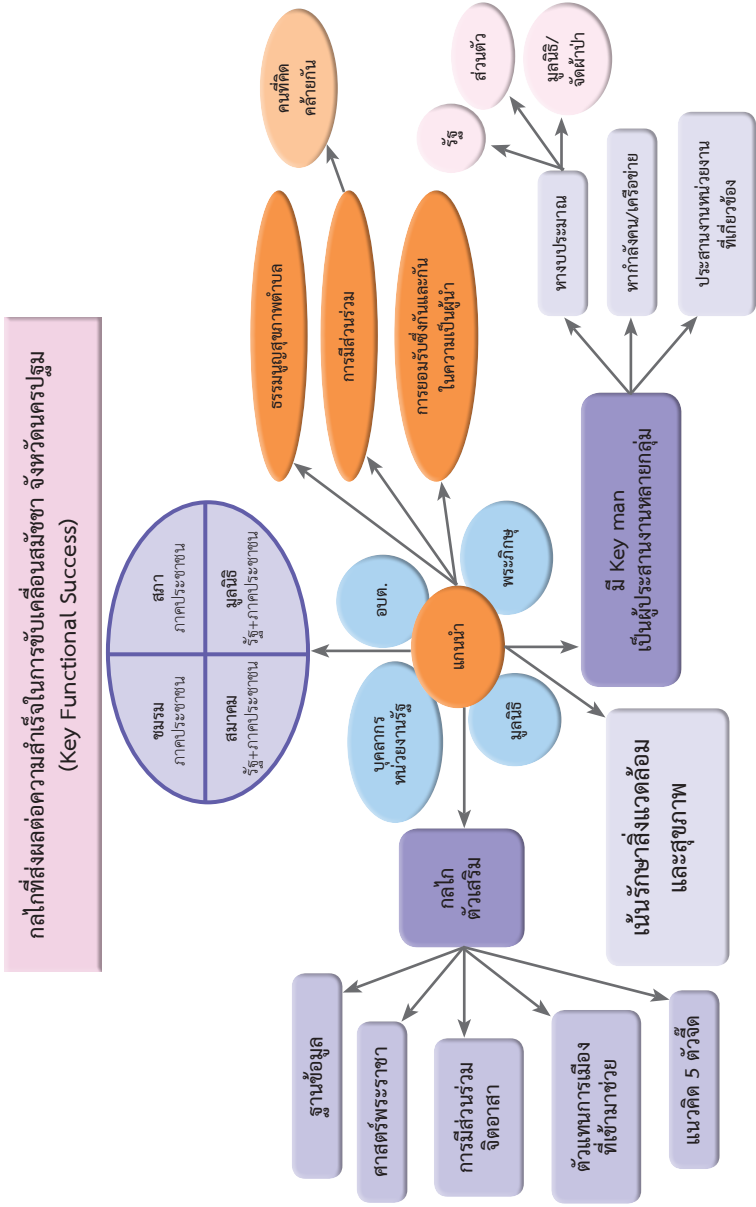 กลไกที่ส่งผลต่อความสำเร็จในการขับเคลื่อนสมัชชา จังหวัดนครปฐม
(Key Functional Success)
ชมรม
ภาคประชาชน
สภา
ภาคประชาชน
สมาคม
รัฐ+ภาคประชาชน
มูลนิธิ
รัฐ+ภาคประชาชน
ธรรมนูญสุขภาพตำบล
การมีส่วนร่วม
คนที่คิด
คล้ายกัน
การยอมรับซึ่งกันและกัน
ในความเป็นผู้นำ
บุคลากร
หน่วยงานรัฐ
อบต.
แกนนำ
มูลนิธิ
พระภิกษุ
กลไก
ตัวเสริม
ฐานข้อมูล
ศาสตร์พระราชา
การมีส่วนร่วม
จิตอาสา
ตัวแทนการเมือง
ที่เข้ามาช่วย
แนวคิด 5 ตัวจี๊ด
เน้นรักษาสิ่งแวดล้อม
และสุขภาพ
มี Key man
เป็นผู้ประสานงานหลายกลุ่ม
หางบประมาณ
รัฐ
ส่วนตัว
มูลนิธิ/
จัดผ้าป่า
หากำลังคน/เครือข่าย
ประสานงานหน่วยงาน
ที่เกี่ยวข้อง